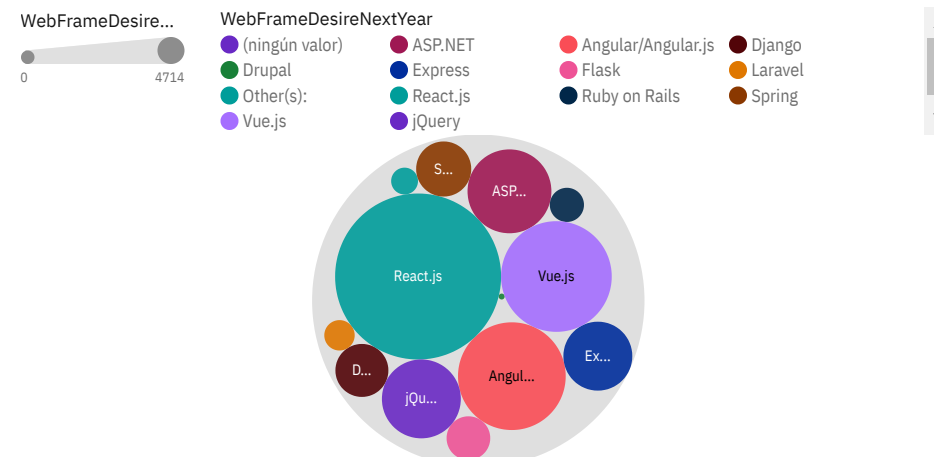 WebFrameDesire...
0 4714
WebFrameDesireNextYear
(ningún valor) ASP.NET Angular/Angular.js Django
Drupal Express Flask Laravel
Other(s): React.js Ruby on Rails Spring
Vue.js jQuery
S...
ASP...
React.js
Vue.js
Ex...
D...
Angul...
jQu...